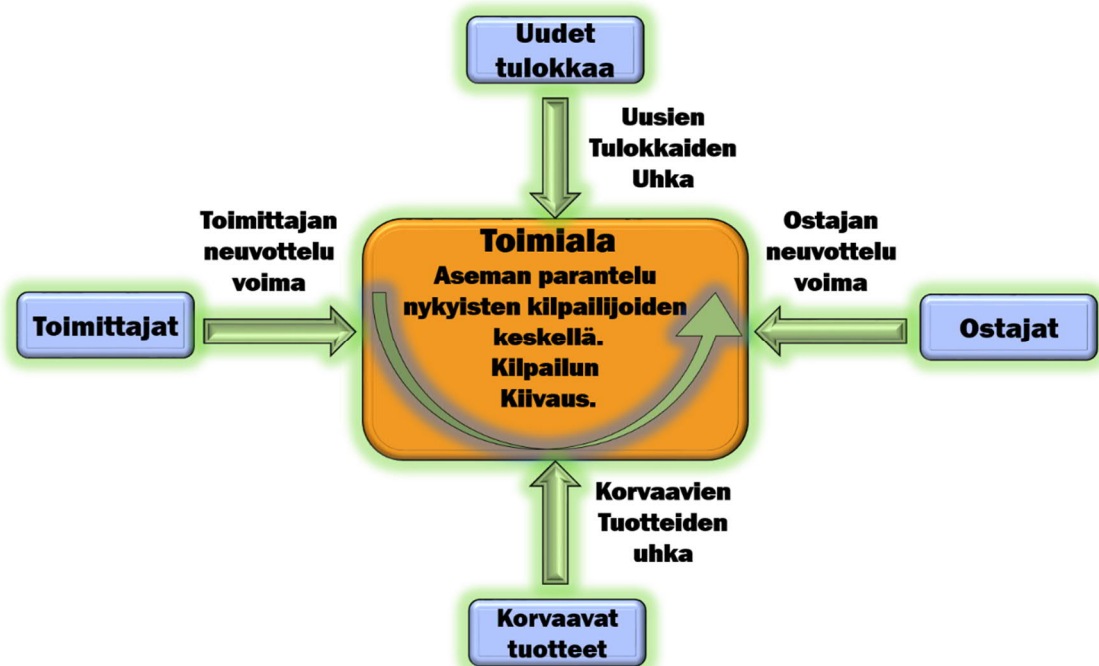 Uudet
tulokkaa
Uusien
Tulokkaiden
Uhka
Toimittajan
neuvottelu
voima
Toimiala
Aseman parantelu
nykyisten kilpailijoiden
keskellä.
Kilpailun
Kiivaus.
Ostajan
neuvottelu
voima
Toimittajat
Ostajat
Korvaavien
Tuotteiden
uhka
Korvaavat
tuotteet